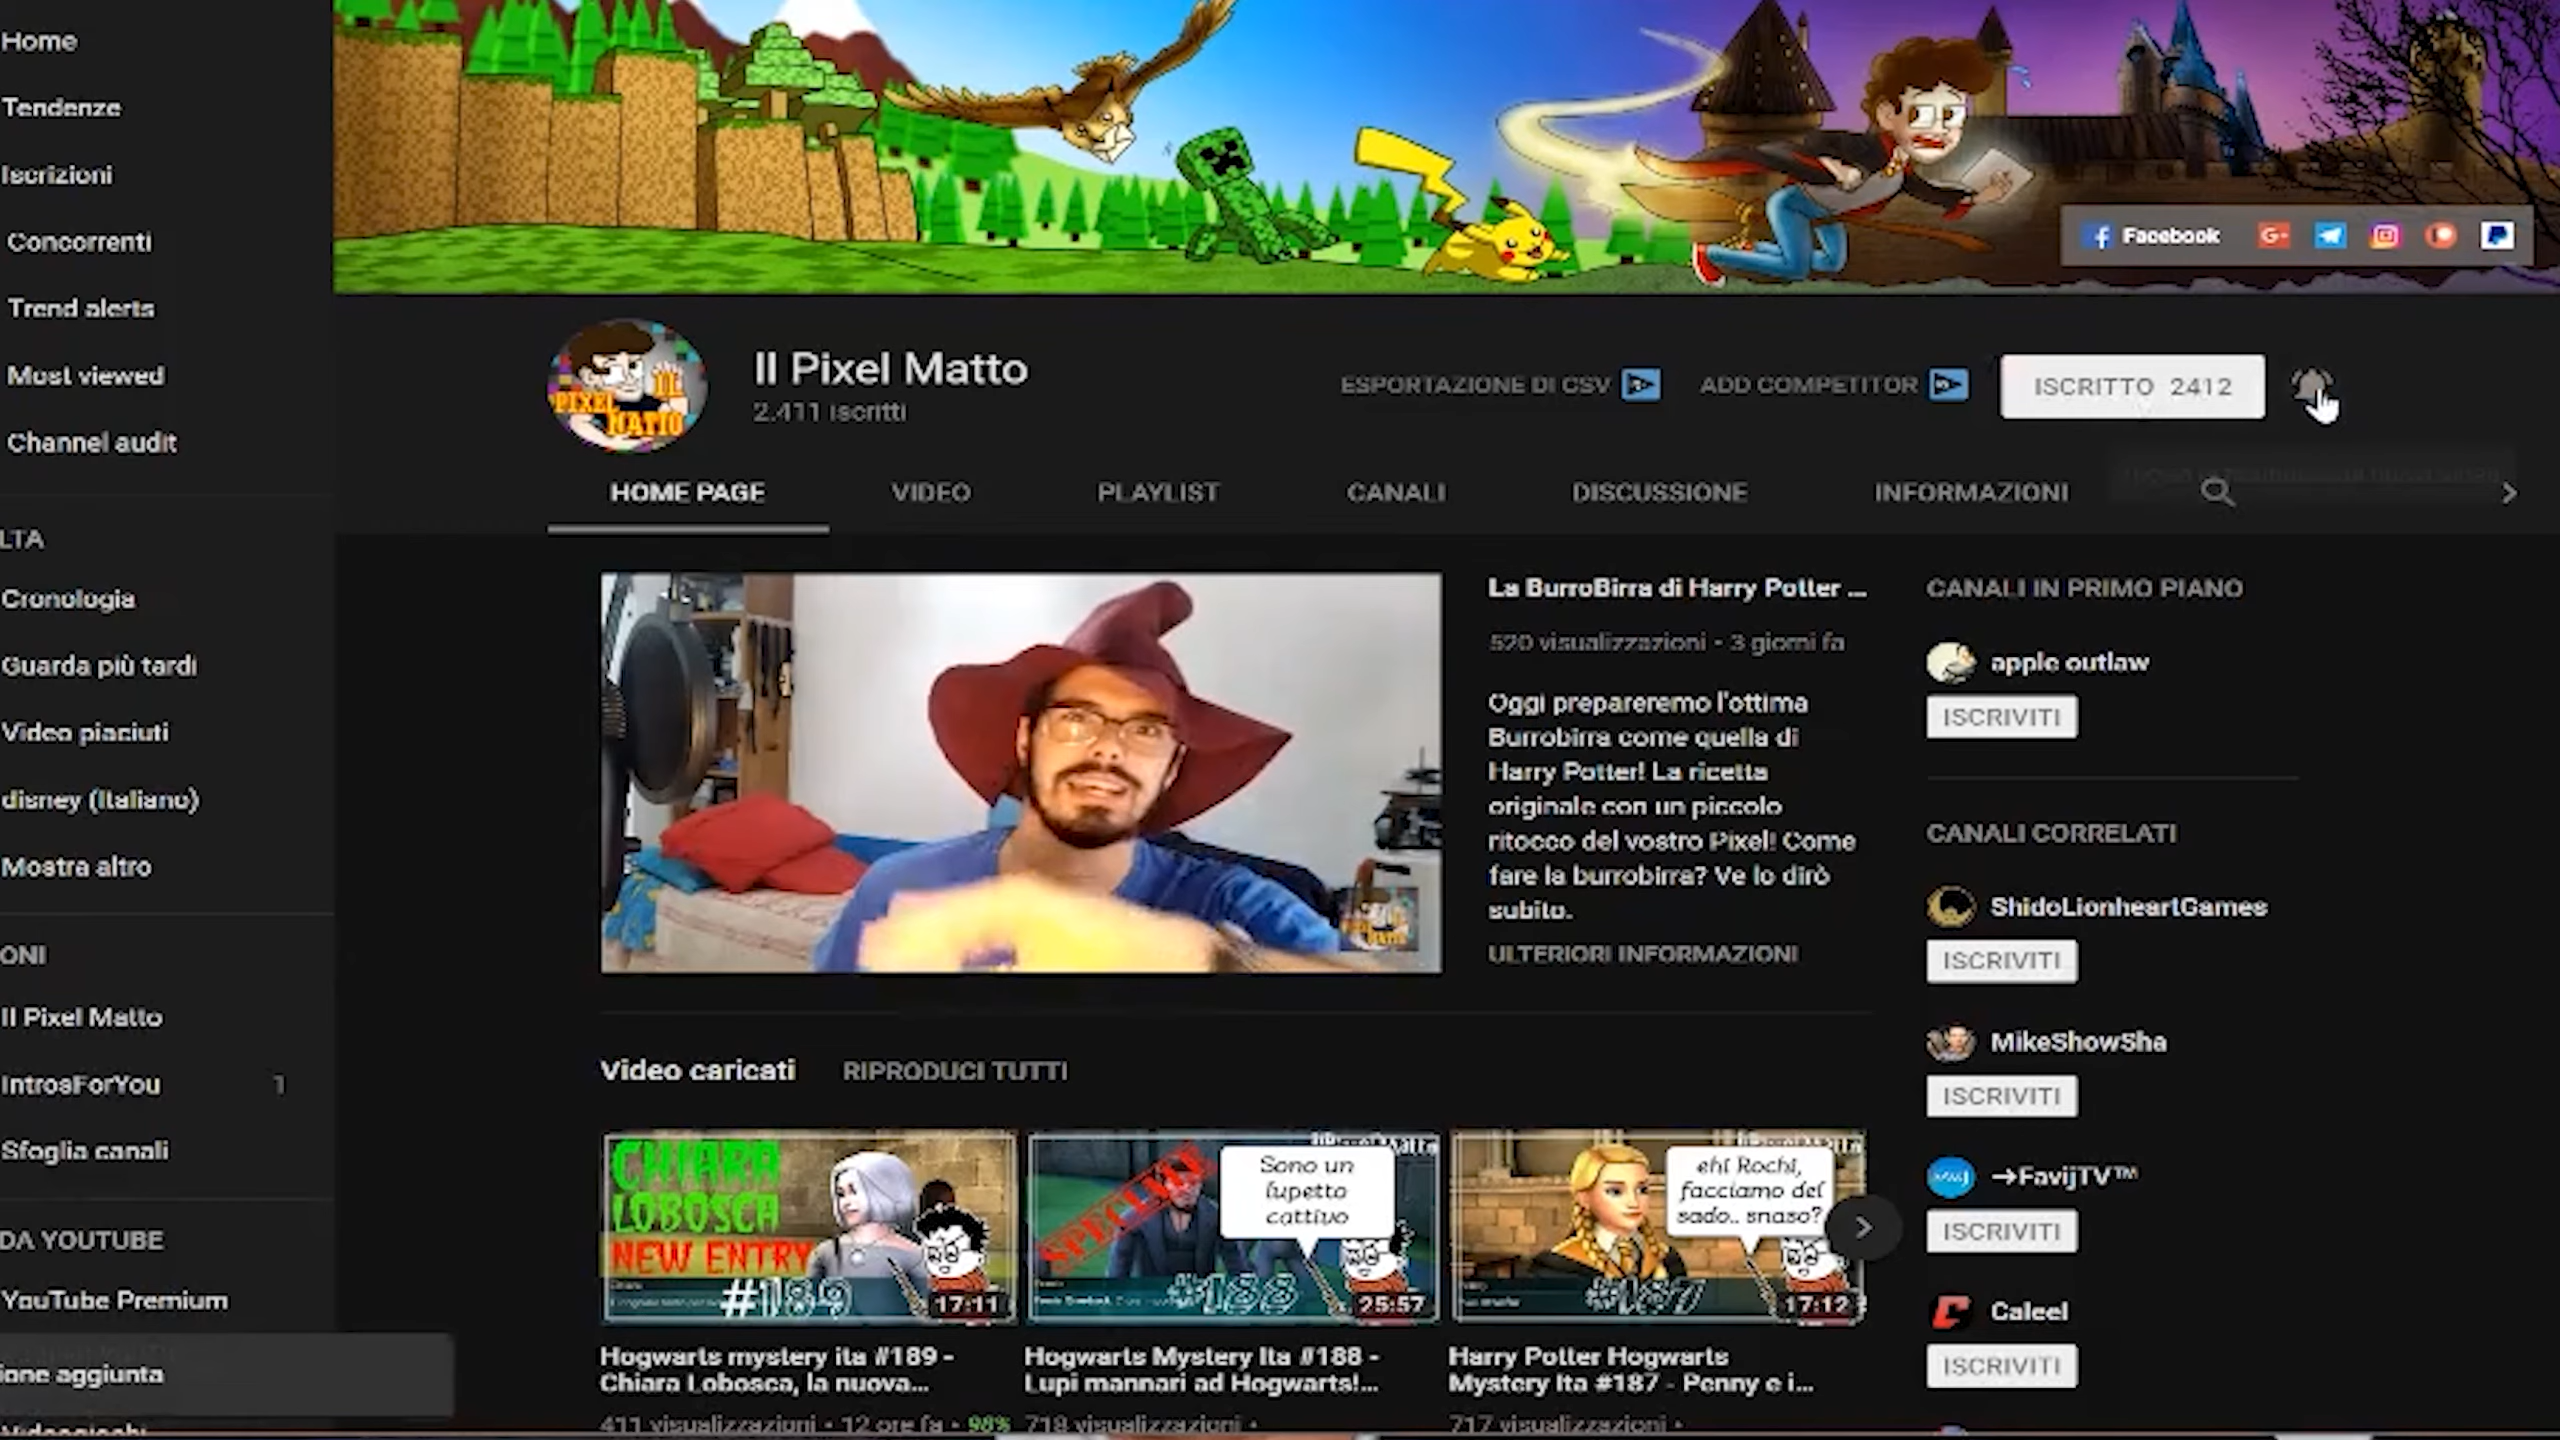 Home
Tendenze
Iscrizioni
Concorrenti
Trend alerts
Most viewed
Channel audit
LTA
Cronologia
Guarda più tardi
Video piaciuti
disney (Italiano)
Mostra altro
ONI
Il Pixel Matto
IntrosForYou 1
Sfoglia canali
DA YOUTUBE
YouTube Premium
ione aggiunta
Facebook
G+
IL
PIXEL
MATTO
Il Pixel Matto
2.411 iscritti
ESPORTAZIONE DI CSV
ADD COMPETITOR
ISCRITTO 2412
HOME PAGE
VIDEO
PLAYLIST
CANALI
DISCUSSIONE
INFORMAZIONI
La BurroBirra di Harry Potter ...
520 visualizzazioni • 3 giorni fa
Oggi prepareremo l'ottima
Burrobirra come quella di
Harry Potter! La ricetta
originale con un piccolo
ritocco del vostro Pixel! Come
fare la burrobirra? Ve lo dirò
subito.
ULTERIORI INFORMAZIONI
Video caricati
RIPRODUCI TUTTI
CHIARA
LOBOSCA
NEW ENTRY
#189
17:11
Hogwarts mystery ita #189 -
Chiara Lobosca, la nuova...
411 visualizzazioni • 12 ore fa • 98%
SPECIALE
Sono un
lupetto
cattivo
#188
25:57
Hogwarts Mystery Ita #188 -
Lupi mannari ad Hogwarts!...
718 visualizzazioni •
ehi Rochi,
facciamo del
sado.. snaso?
#187
17:12
Harry Potter Hogwarts
Mystery Ita #187 - Penny e i...
717 visualizzazioni •
CANALI IN PRIMO PIANO
apple outlaw
ISCRIVITI
CANALI CORRELATI
ShidoLionheartGames
ISCRIVITI
MikeShowSha
ISCRIVITI
→FavijTV™
ISCRIVITI
Caleel
ISCRIVITI